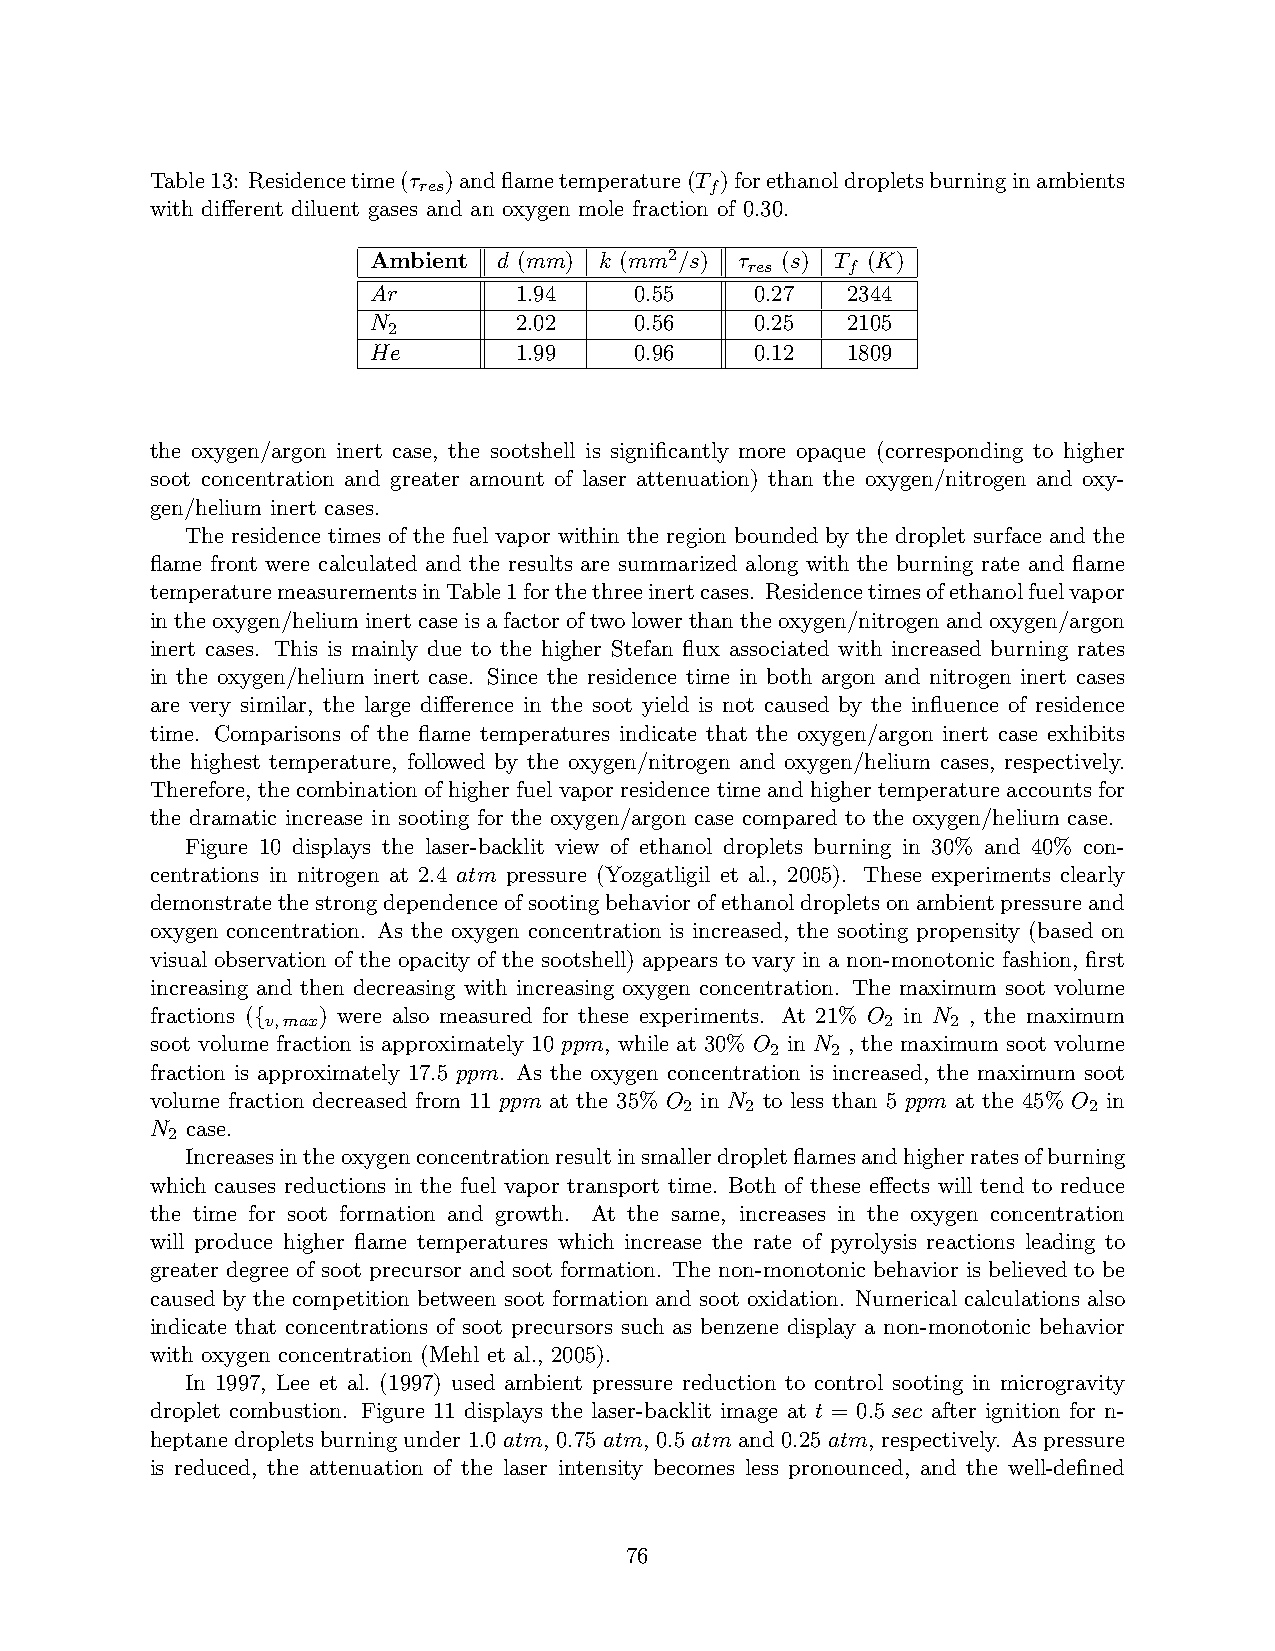 Table 13: Residence time (τres) and flame temperature (Tf) for ethanol droplets burning in ambients
with different diluent gases and an oxygen mole fraction of 0.30.
Ambient d (mm) k (mm²/s) τres (s) Tf (K)
Ar 1.94 0.55 0.27 2344
N₂ 2.02 0.56 0.25 2105
He 1.99 0.96 0.12 1809
the oxygen/argon inert case, the sootshell is significantly more opaque (corresponding to higher
soot concentration and greater amount of laser attenuation) than the oxygen/nitrogen and oxy-
gen/helium inert cases.
The residence times of the fuel vapor within the region bounded by the droplet surface and the
flame front were calculated and the results are summarized along with the burning rate and flame
temperature measurements in Table 1 for the three inert cases. Residence times of ethanol fuel vapor
in the oxygen/helium inert case is a factor of two lower than the oxygen/nitrogen and oxygen/argon
inert cases. This is mainly due to the higher Stefan flux associated with increased burning rates
in the oxygen/helium inert case. Since the residence time in both argon and nitrogen inert cases
are very similar, the large difference in the soot yield is not caused by the influence of residence
time. Comparisons of the flame temperatures indicate that the oxygen/argon inert case exhibits
the highest temperature, followed by the oxygen/nitrogen and oxygen/helium cases, respectively.
Therefore, the combination of higher fuel vapor residence time and higher temperature accounts for
the dramatic increase in sooting for the oxygen/argon case compared to the oxygen/helium case.
Figure 10 displays the laser-backlit view of ethanol droplets burning in 30% and 40% con-
centrations in nitrogen at 2.4 atm pressure (Yozgatligil et al., 2005). These experiments clearly
demonstrate the strong dependence of sooting behavior of ethanol droplets on ambient pressure and
oxygen concentration. As the oxygen concentration is increased, the sooting propensity (based on
visual observation of the opacity of the sootshell) appears to vary in a non-monotonic fashion, first
increasing and then decreasing with increasing oxygen concentration. The maximum soot volume
fractions ({v,max) were also measured for these experiments. At 21% O₂ in N₂ , the maximum
soot volume fraction is approximately 10 ppm, while at 30% O₂ in N₂ , the maximum soot volume
fraction is approximately 17.5 ppm. As the oxygen concentration is increased, the maximum soot
volume fraction decreased from 11 ppm at the 35% O₂ in N₂ to less than 5 ppm at the 45% O₂ in
N₂ case.
Increases in the oxygen concentration result in smaller droplet flames and higher rates of burning
which causes reductions in the fuel vapor transport time. Both of these effects will tend to reduce
the time for soot formation and growth. At the same, increases in the oxygen concentration
will produce higher flame temperatures which increase the rate of pyrolysis reactions leading to
greater degree of soot precursor and soot formation. The non-monotonic behavior is believed to be
caused by the competition between soot formation and soot oxidation. Numerical calculations also
indicate that concentrations of soot precursors such as benzene display a non-monotonic behavior
with oxygen concentration (Mehl et al., 2005).
In 1997, Lee et al. (1997) used ambient pressure reduction to control sooting in microgravity
droplet combustion. Figure 11 displays the laser-backlit image at t = 0.5 sec after ignition for n-
heptane droplets burning under 1.0 atm, 0.75 atm, 0.5 atm and 0.25 atm, respectively. As pressure
is reduced, the attenuation of the laser intensity becomes less pronounced, and the well-defined
76